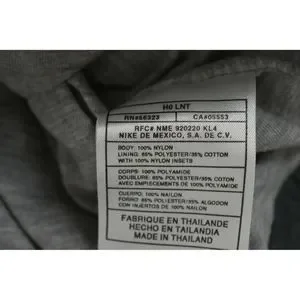 H0 LNT
RN#56323 CA#05553
RFC# NME 920220 KL4
NIKE DE MEXICO, S.A. DE C.V.
BODY: 100% NYLON
LINING: 65% POLYESTER/35% COTTON
WITH 100% NYLON INSETS
CORPS: 100% POLYAMIDE
DOUBLURE: 65% POLYESTER/35% COTON
AVEC EMPIECEMENTS DE 100% POLYAMIDE
CUERPO: 100% NAILON
FORRO: 65% POLIESTER/35% ALGODON
CON INJERTOS DE 100% NAILON
FABRIQUE EN THAILANDE
HECHO EN TAILANDIA
MADE IN THAILAND